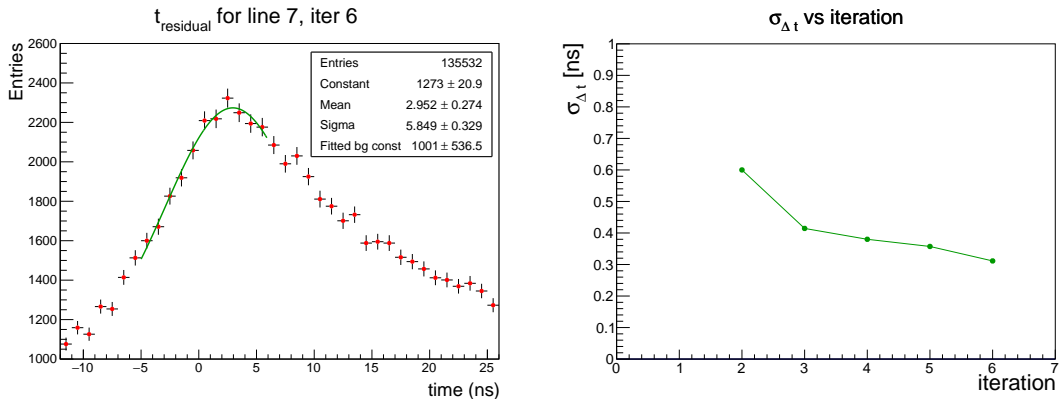 t_residual for line 7, iter 6
Entries
2600
2400
2200
2000
1800
1600
1400
1200
1000
Entries 135532
Constant 1273 ± 20.9
Mean 2.952 ± 0.274
Sigma 5.849 ± 0.329
Fitted bg const 1001 ± 536.5
−10 −5 0 5 10 15 20 25
time (ns)
σ_Δ t vs iteration
σ_Δ t [ns]
1
0.9
0.8
0.7
0.6
0.5
0.4
0.3
0.2
0.1
0
0 1 2 3 4 5 6 7
iteration